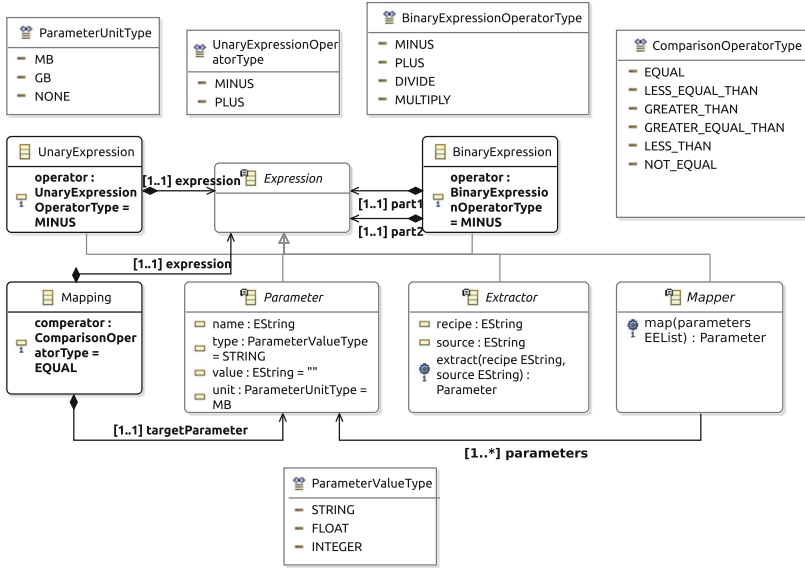 ParameterUnitType
MB
GB
NONE
UnaryExpressionOper
atorType
MINUS
PLUS
BinaryExpressionOperatorType
MINUS
PLUS
DIVIDE
MULTIPLY
ComparisonOperatorType
EQUAL
LESS_EQUAL_THAN
GREATER_THAN
GREATER_EQUAL_THAN
LESS_THAN
NOT_EQUAL
UnaryExpression
operator :
UnaryExpression
OperatorType =
MINUS
[1..1] expression
Expression
[1..1] part1
[1..1] part2
BinaryExpression
operator :
BinaryExpressio
nOperatorType
= MINUS
[1..1] expression
Mapping
comperator :
ComparisonOper
atorType =
EQUAL
Parameter
name : EString
type : ParameterValueType
= STRING
value : EString = ""
unit : ParameterUnitType =
MB
Extractor
recipe : EString
source : EString
extract(recipe EString,
source EString) :
Parameter
Mapper
map(parameters
EEList) : Parameter
[1..1] targetParameter
[1..*] parameters
ParameterValueType
STRING
FLOAT
INTEGER